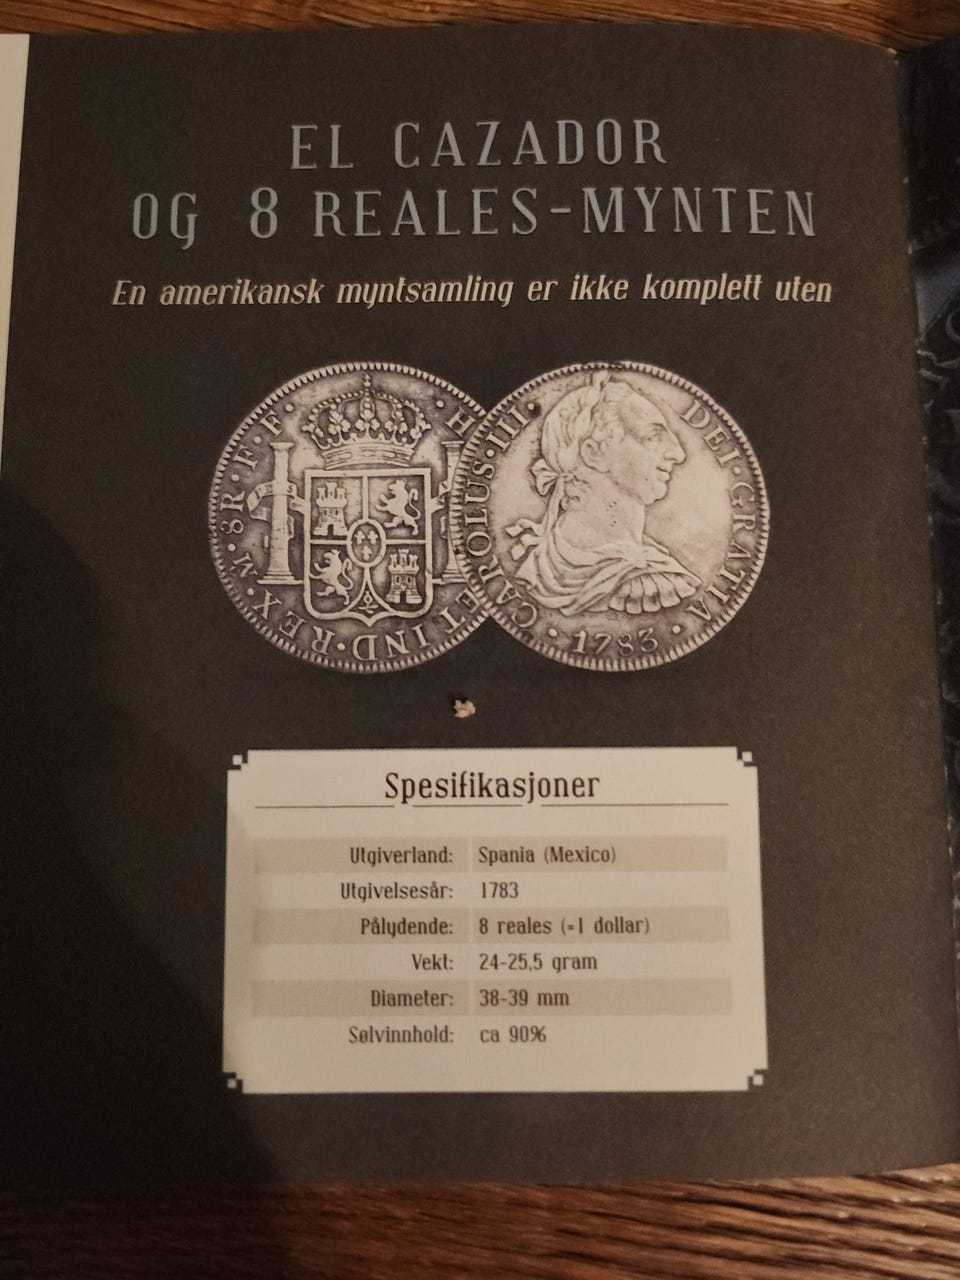 EL CAZADOR
OG 8 REALES-MYNTEN
En amerikansk myntsamling er ikke komplett uten
·M·8R·F·F· H
ET IND·REX·
CAROLUS·III· DEI·GRATIA·
·1783·
Spesifikasjoner
Utgiverland: Spania (Mexico)
Utgivelsesår: 1783
Pålydende: 8 reales (=1 dollar)
Vekt: 24-25,5 gram
Diameter: 38-39 mm
Sølvinnhold: ca 90%